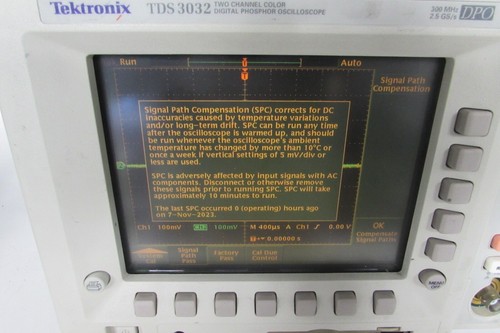 Tektronix TDS 3032 TWO CHANNEL COLOR DIGITAL PHOSPHOR OSCILLOSCOPE
300 MHz
2.5 GS/s DPO
Run Auto
Signal Path
Compensation
Signal Path Compensation (SPC) corrects for DC
inaccuracies caused by temperature variations
and/or long-term drift. SPC can be run any time
after the oscilloscope is warmed up, and should
be run whenever the oscilloscope's ambient
temperature has changed by more than 10°C or
once a week if vertical settings of 5 mV/div or
less are used.
SPC is adversely affected by input signals with AC
components. Disconnect or otherwise remove
these signals prior to running SPC. SPC will take
approximately 10 minutes to run.
The last SPC occurred 0 (operating) hours ago
on 7-Nov-2023.
Ch1 100mV Ch2 100mV M 400µs A Ch1 0.00 V
0.00000 s
OK
Compensate
Signal Paths
Signal
Path
Pass
Factory
Pass
Cal Due
Control
MENU
OFF